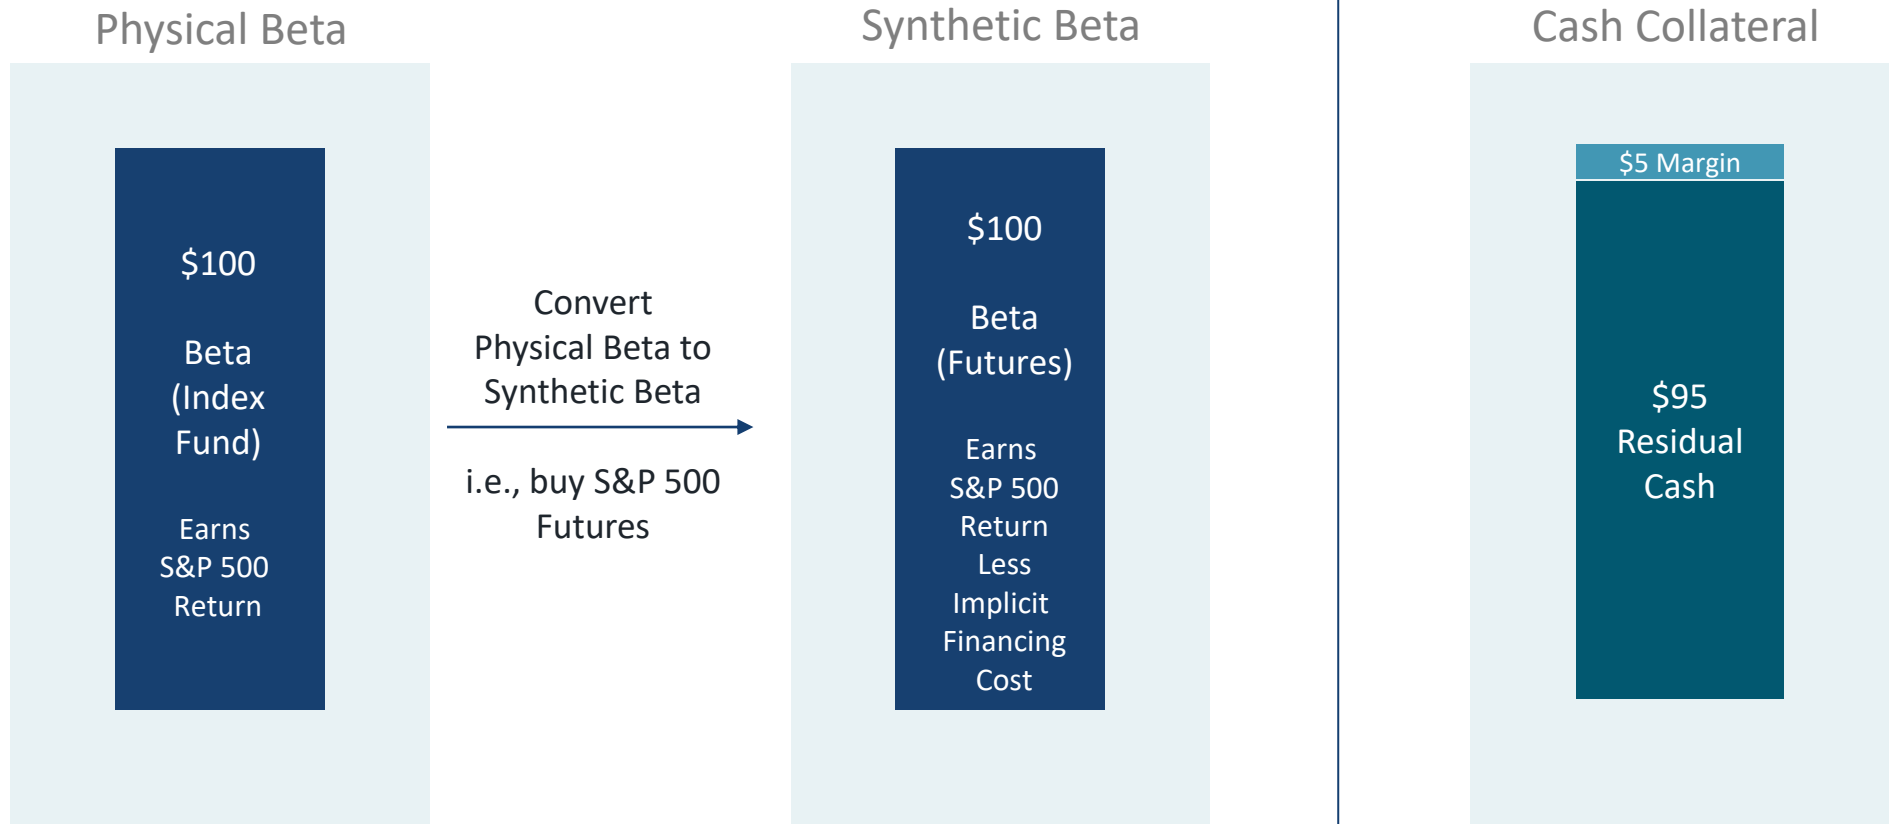 Physical Beta
$100
Beta
(Index
Fund)
Earns
S&P 500
Return
Convert
Physical Beta to
Synthetic Beta
i.e., buy S&P 500
Futures
Synthetic Beta
$100
Beta
(Futures)
Earns
S&P 500
Return
Less
Implicit
Financing
Cost
Cash Collateral
$5 Margin
$95
Residual
Cash